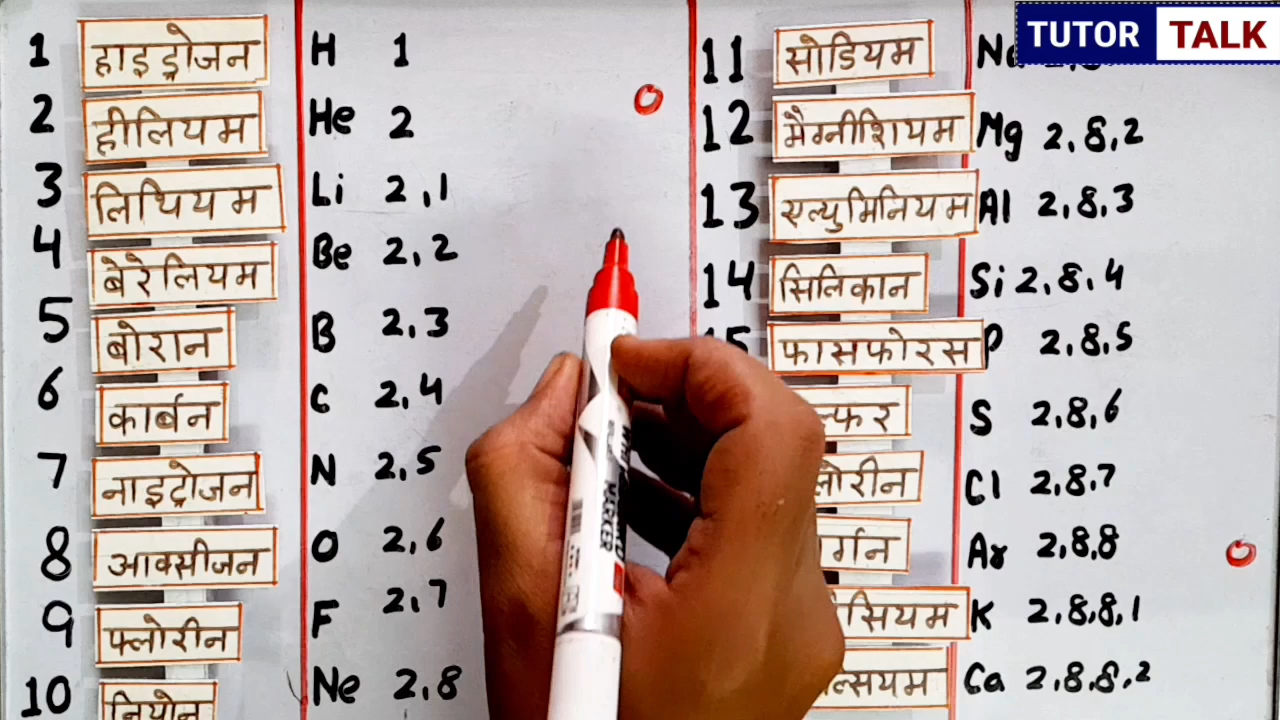 TUTOR TALK
1 हाइड्रोजन H 1
2 हीलियम He 2
3 लिथियम Li 2,1
4 बेरेलियम Be 2,2
5 बोरान B 2,3
6 कार्बन C 2,4
7 नाइट्रोजन N 2,5
8 आक्सीजन O 2,6
9 फ्लोरीन F 2,7
10 नियोन Ne 2,8
O
11 सोडियम
12 मैग्नीशियम Mg 2,8,2
13 एल्युमिनियम Al 2,8,3
14 सिलिकान Si 2,8,4
15 फासफोरस P 2,8,5
S 2,8,6
Cl 2,8,7
Ar 2,8,8
K 2,8,8,1
Ca 2,8,8,2
O
MARKER